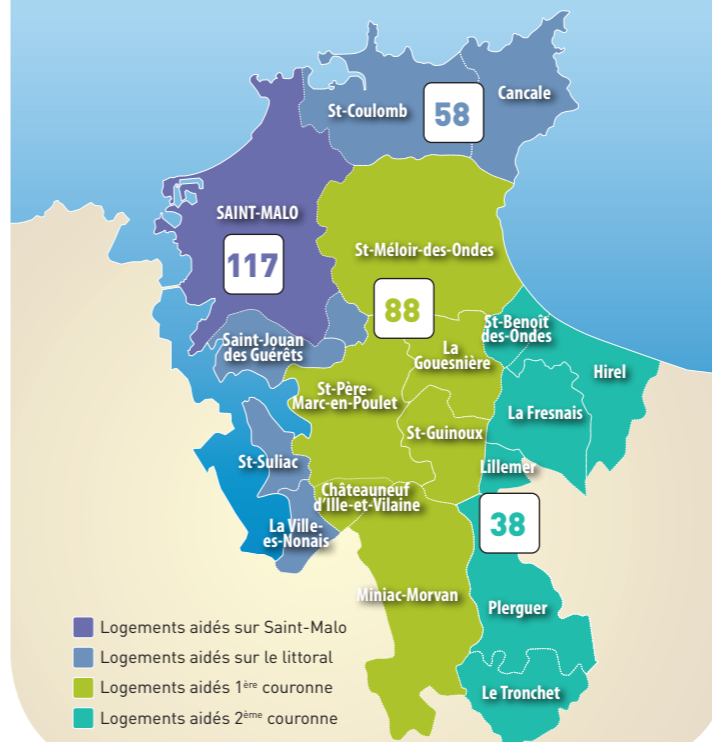 Cancale
St-Coulomb
58
SAINT-MALO
117
St-Méloir-des-Ondes
88
St-Benoît
des-Ondes
Saint-Jouan
des Guérêts
La
Gouesnière
Hirel
St-Père-
Marc-en-Poulet
La Fresnais
St-Guinoux
St-Suliac
Lillemer
Châteauneuf
d'Ille-et-Vilaine
La Ville-
es-Nonais
38
Miniac-Morvan
Plerguer
Le Tronchet
Logements aidés sur Saint-Malo
Logements aidés sur le littoral
Logements aidés 1ère couronne
Logements aidés 2ème couronne